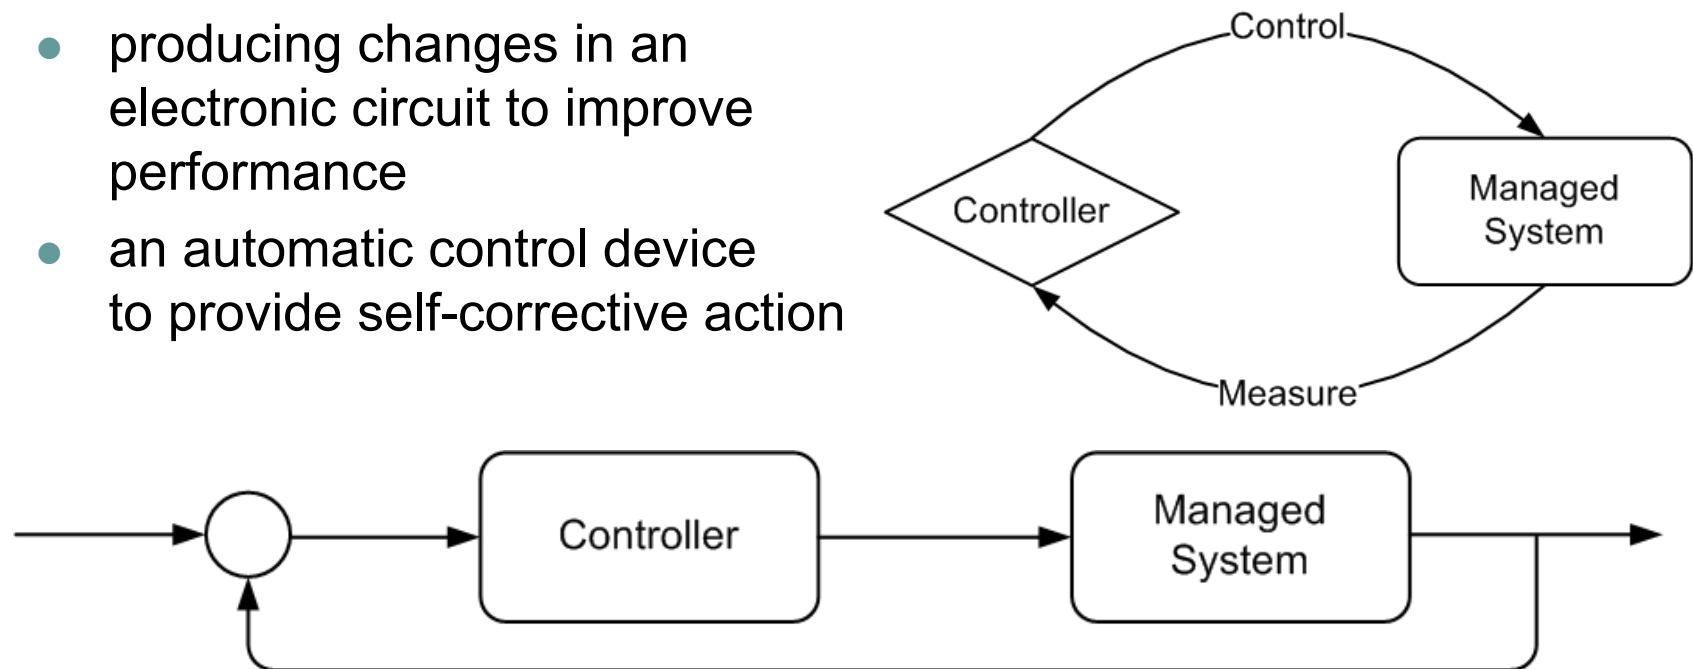 producing changes in an
electronic circuit to improve
performance
an automatic control device
to provide self-corrective action
Control
Controller
Managed
System
Measure
Controller
Managed
System